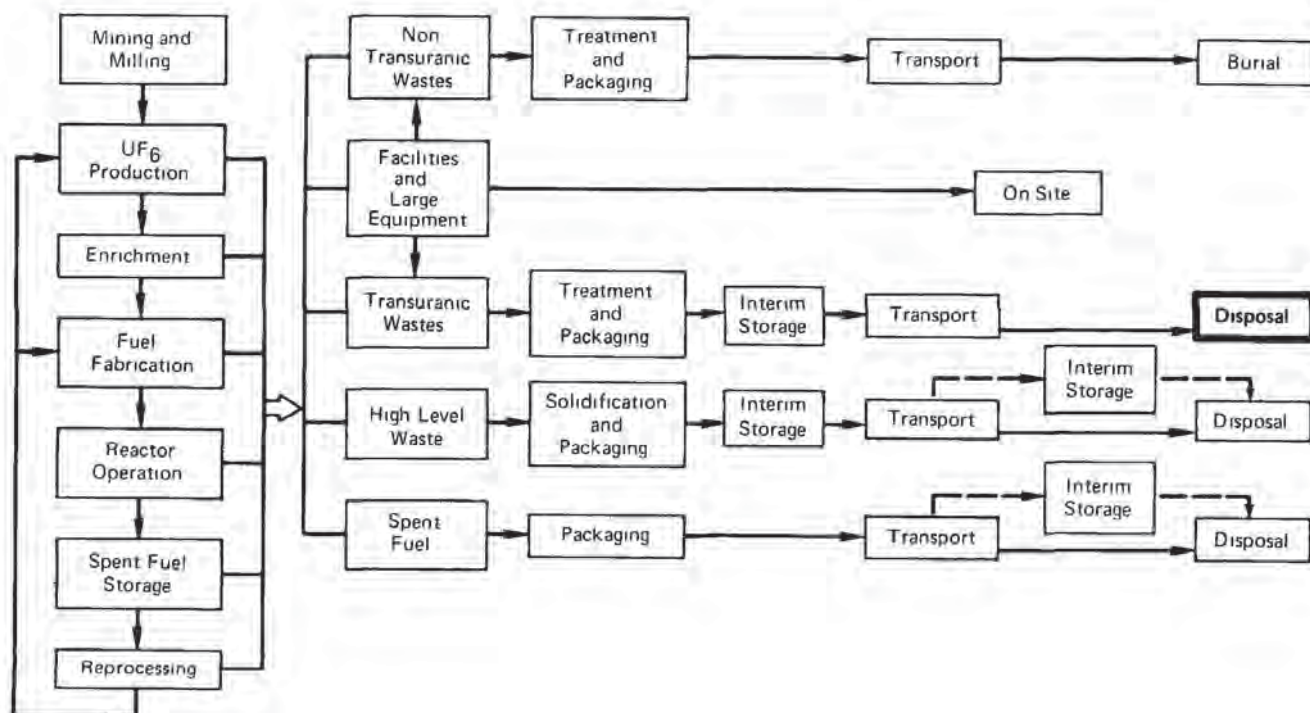 Mining and
Milling
UF6
Production
Enrichment
Fuel
Fabrication
Reactor
Operation
Spent Fuel
Storage
Reprocessing
Non
Transuranic
Wastes
Treatment
and
Packaging
Transport
Burial
Facilities
and
Large
Equipment
On Site
Transuranic
Wastes
Treatment
and
Packaging
Interim
Storage
Transport
Disposal
High Level
Waste
Solidification
and
Packaging
Interim
Storage
Transport
Interim
Storage
Disposal
Spent
Fuel
Packaging
Transport
Interim
Storage
Disposal